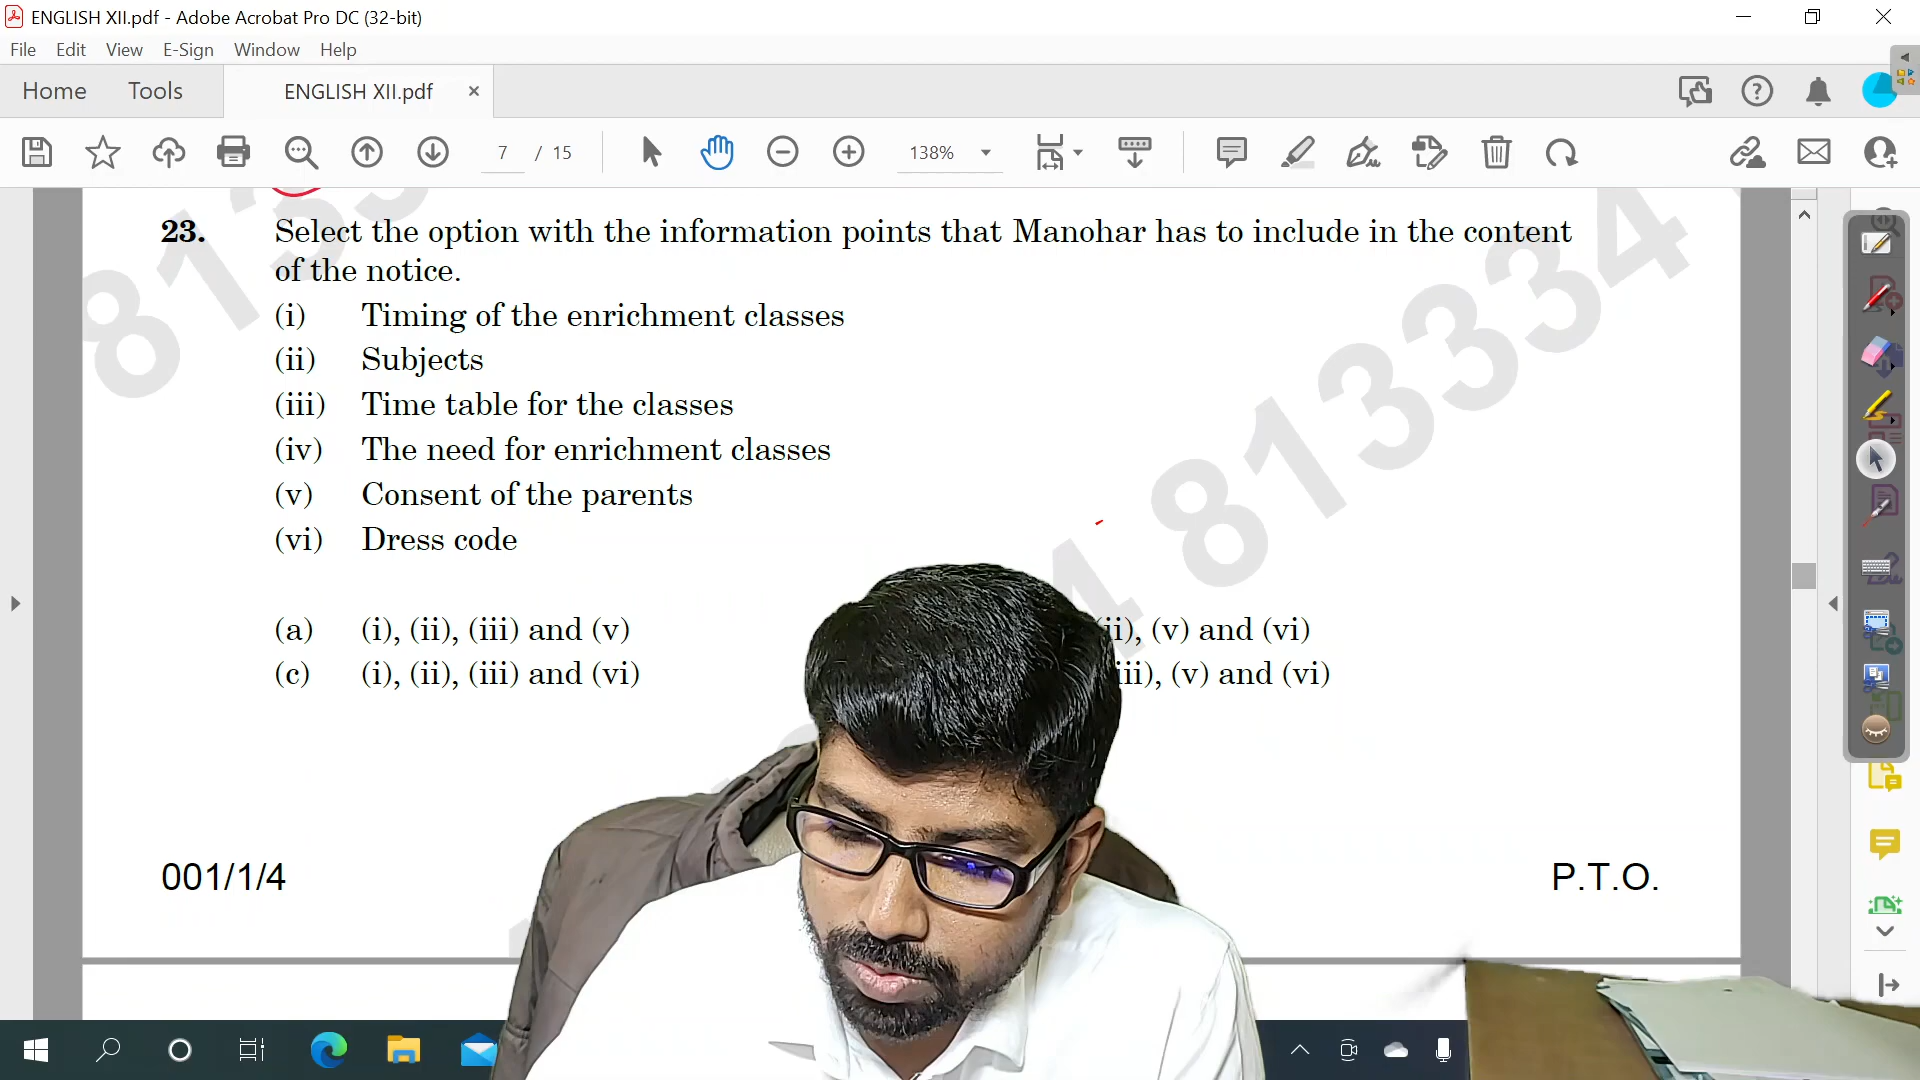 ENGLISH XII.pdf - Adobe Acrobat Pro DC (32-bit)
File Edit View E-Sign Window Help
Home Tools ENGLISH XII.pdf ×
7 / 15 138%
23. Select the option with the information points that Manohar has to include in the content
of the notice.
(i) Timing of the enrichment classes
(ii) Subjects
(iii) Time table for the classes
(iv) The need for enrichment classes
(v) Consent of the parents
(vi) Dress code
(a) (i), (ii), (iii) and (v)
(v) and (vi)
(c) (i), (ii), (iii) and (vi)
(v) and (vi)
001/1/4 P.T.O.
81334